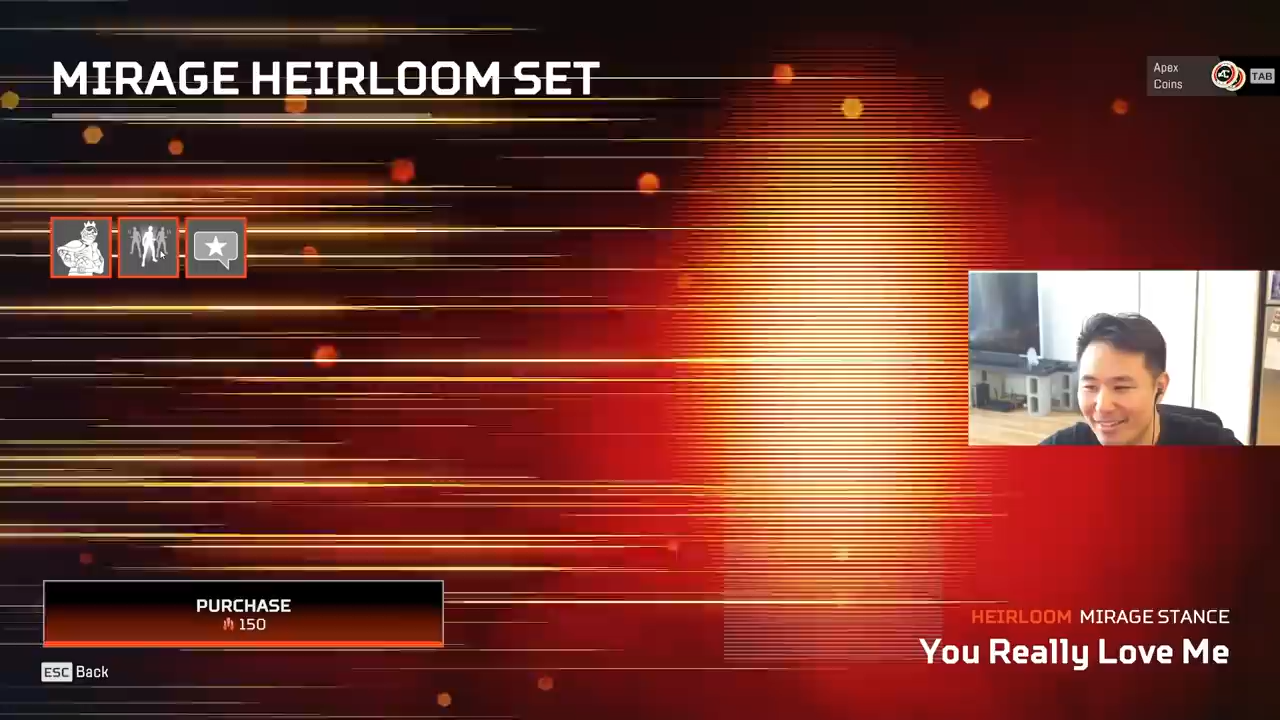 MIRAGE HEIRLOOM SET
Apex
Coins
TAB
PURCHASE
150
ESC Back
HEIRLOOM MIRAGE STANCE
You Really Love Me